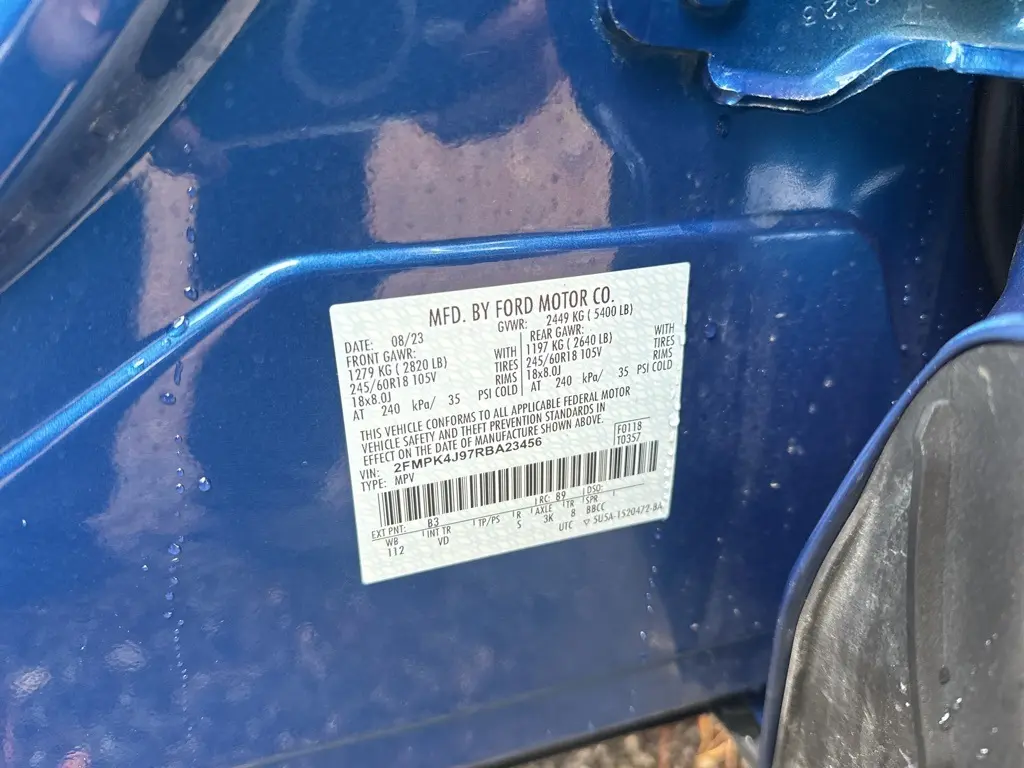 MFD. BY FORD MOTOR CO.
DATE: 08/23 GVWR: 2449 KG ( 5400 LB)
FRONT GAWR: REAR GAWR:
1279 KG ( 2820 LB) WITH 1197 KG ( 2640 LB) WITH
245/60R18 105V TIRES 245/60R18 105V TIRES
18x8.0J RIMS 18x8.0J RIMS
AT 240 kPa/ 35 PSI COLD AT 240 kPa/ 35 PSI COLD
THIS VEHICLE CONFORMS TO ALL APPLICABLE FEDERAL MOTOR
VEHICLE SAFETY AND THEFT PREVENTION STANDARDS IN
EFFECT ON THE DATE OF MANUFACTURE SHOWN ABOVE.
VIN: 2FMPK4J97RBA23456
TYPE: MPV
F0118
T0357
EXT PNT: B3 RC: 89 DSO:
WB INT TR TP/PS R AXLE TR SPR
112 VD 5 3K 8 BBCC
UTC ▽ 5U5A-1520472-BA